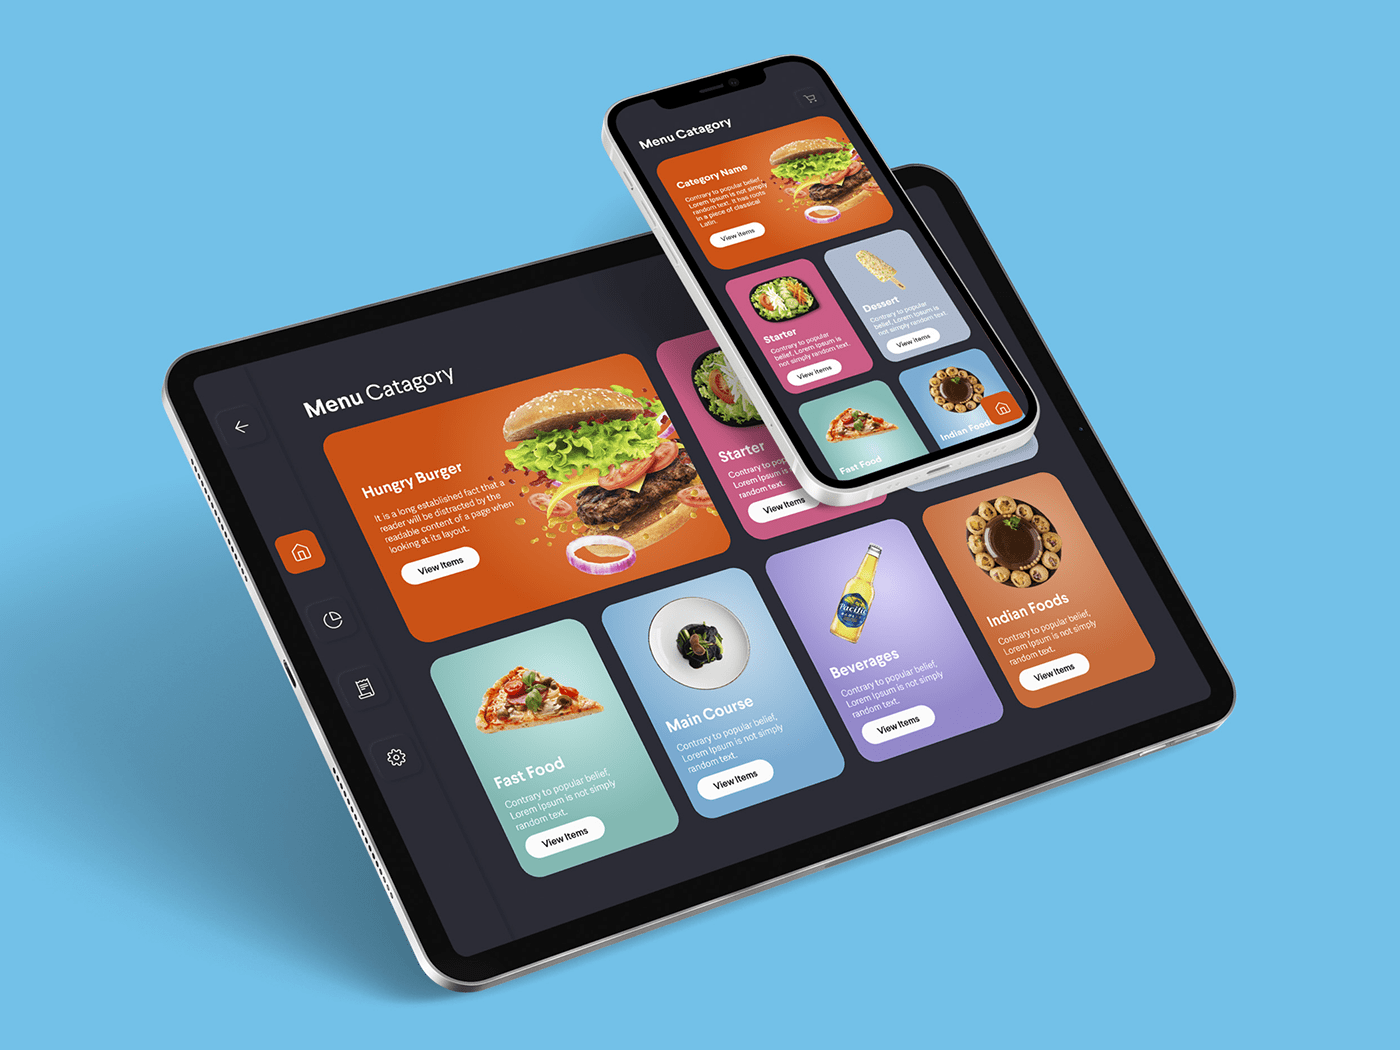 Menu Catagory
Category Name
Contrary to popular belief,
Lorem Ipsum is not simply
random text. It has roots
in a piece of classical
Latin.
View items
Starter
Contrary to popular
belief, Lorem Ipsum is
not simply random text.
View items
Dessert
Contrary to popular
belief, Lorem Ipsum is
not simply random text.
View items
Fast Food
Indian Food
Menu Catagory
Hungry Burger
It is a long established fact that a
reader will be distracted by the
readable content of a page when
looking at its layout.
View Items
Starter
Contrary to pop
Lorem Ipsum
random text.
View Items
Fast Food
Contrary to popular belief,
Lorem Ipsum is not simply
random text.
View Items
Main Course
Contrary to popular belief,
Lorem Ipsum is not simply
random text.
View Items
Pacific
Beverages
Contrary to popular belief,
Lorem Ipsum is not simply
random text.
View Items
Indian Foods
Contrary to popular belief,
Lorem Ipsum is not simply
random text.
View Items